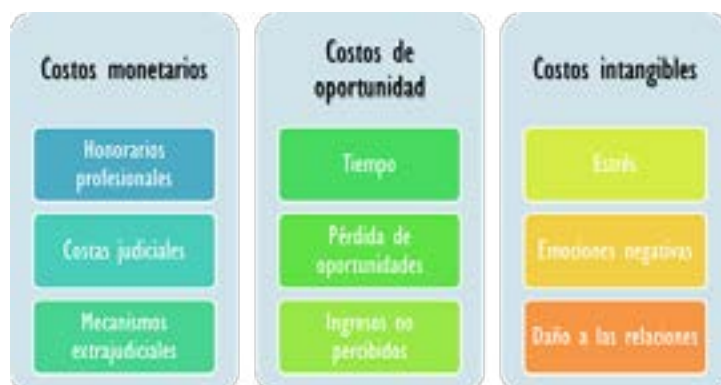 Costos monetarios
Honorarios
profesionales
Costas judiciales
Mecanismos
extrajudiciales
Costos de
oportunidad
Tiempo
Pérdida de
oportunidades
Ingresos no
percibidos
Costos intangibles
Estrés
Emociones negativas
Daño a las relaciones